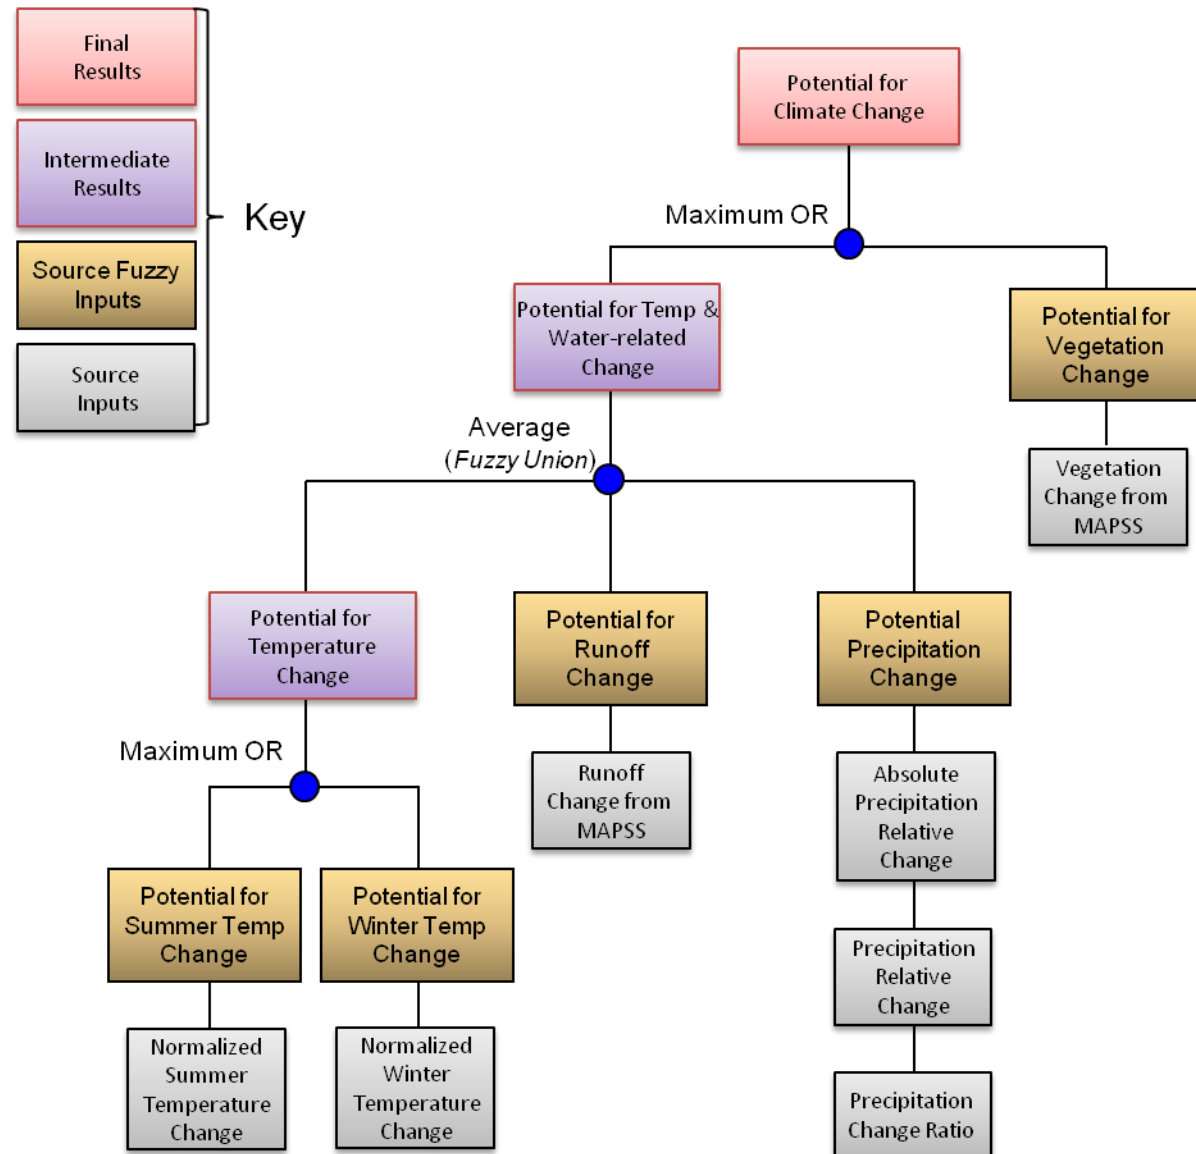 Final
Results
Intermediate
Results
Source Fuzzy
Inputs
Source
Inputs
Key
Potential for
Climate Change
Maximum OR
Potential for Temp &
Water-related
Change
Potential for
Vegetation
Change
Average
(Fuzzy Union)
Vegetation
Change from
MAPSS
Potential for
Temperature
Change
Potential for
Runoff
Change
Potential
Precipitation
Change
Maximum OR
Runoff
Change from
MAPSS
Absolute
Precipitation
Relative
Change
Potential for
Summer Temp
Change
Potential for
Winter Temp
Change
Precipitation
Relative
Change
Normalized
Summer
Temperature
Change
Normalized
Winter
Temperature
Change
Precipitation
Change Ratio